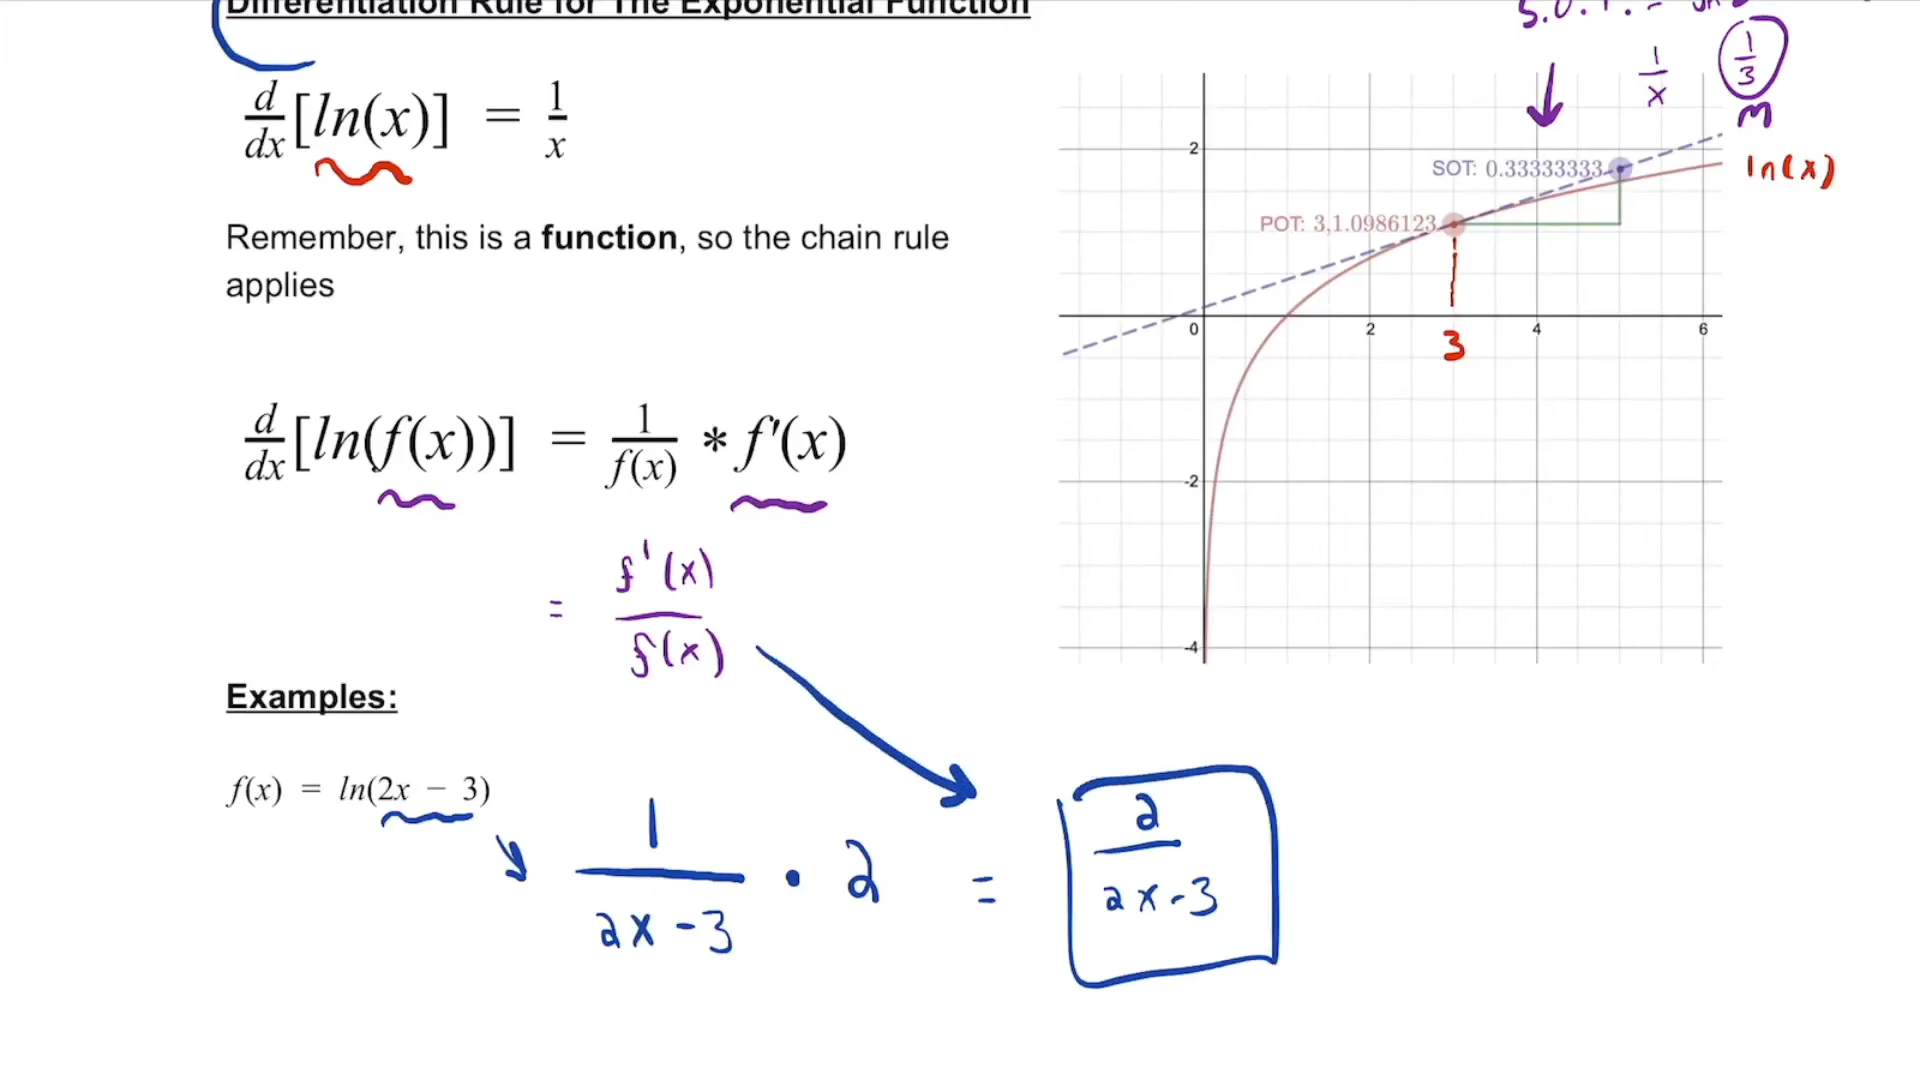 Differentiation Rule for The Exponential Function
d/dx [ln(x)] = 1/x
Remember, this is a function, so the chain rule
applies
d/dx [ln(f(x))] = 1/f(x) * f'(x)
= f'(x)/f(x)
Examples:
f(x) = ln(2x − 3)
1/(2x-3) · 2 = 2/(2x-3)
S.O.T. =
1/x 1/3
m
ln(x)
SOT: 0.33333333
POT: 3,1.0986123
3
2
0 2 4 6
-2
-4